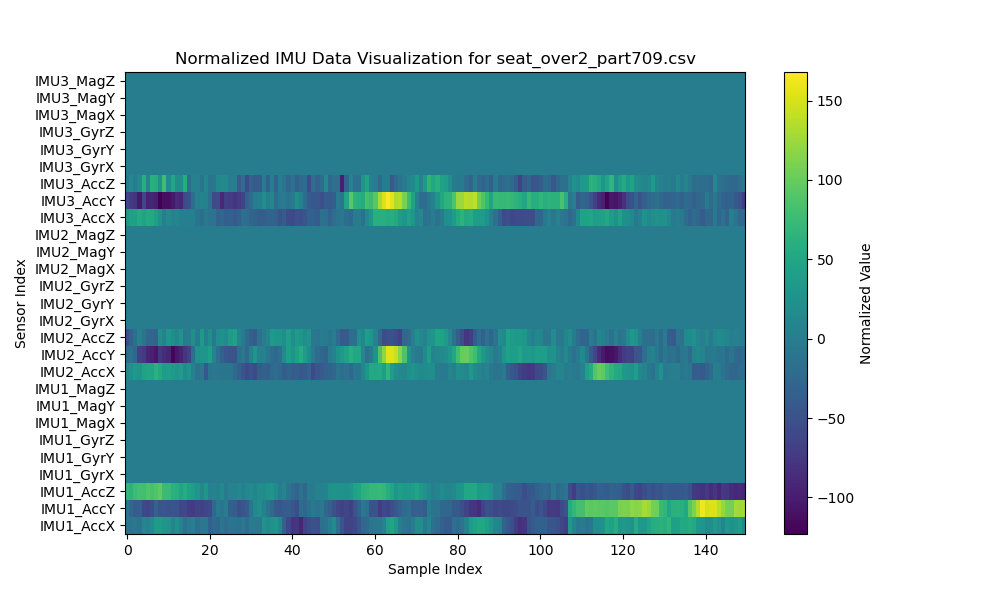 Normalized IMU Data Visualization for seat_over2_part709.csv
IMU3_MagZ
IMU3_MagY
IMU3_MagX
IMU3_GyrZ
IMU3_GyrY
IMU3_GyrX
IMU3_AccZ
IMU3_AccY
IMU3_AccX
IMU2_MagZ
IMU2_MagY
IMU2_MagX
IMU2_GyrZ
IMU2_GyrY
IMU2_GyrX
IMU2_AccZ
IMU2_AccY
IMU2_AccX
IMU1_MagZ
IMU1_MagY
IMU1_MagX
IMU1_GyrZ
IMU1_GyrY
IMU1_GyrX
IMU1_AccZ
IMU1_AccY
IMU1_AccX
Sensor Index
0 20 40 60 80 100 120 140
Sample Index
150
100
50
0
−50
−100
Normalized Value